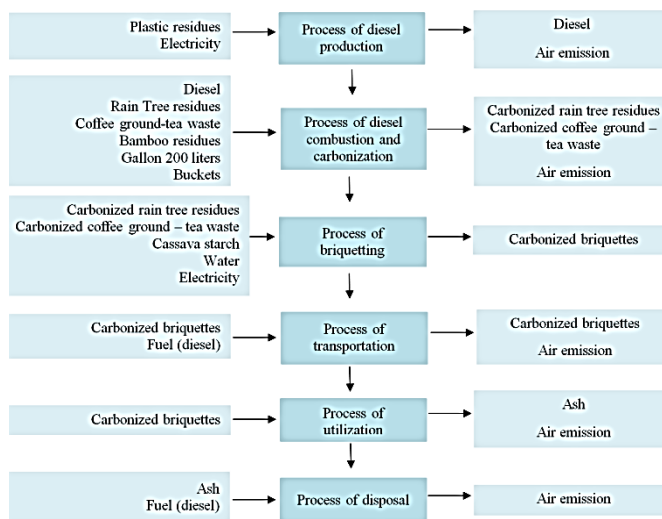 Plastic residues
Electricity
Process of diesel
production
Diesel
Air emission
Diesel
Rain Tree residues
Coffee ground-tea waste
Bamboo residues
Gallon 200 liters
Buckets
Process of diesel
combustion and
carbonization
Carbonized rain tree residues
Carbonized coffee ground –
tea waste
Air emission
Carbonized rain tree residues
Carbonized coffee ground – tea waste
Cassava starch
Water
Electricity
Process of
briquetting
Carbonized briquettes
Carbonized briquettes
Fuel (diesel)
Process of
transportation
Carbonized briquettes
Air emission
Carbonized briquettes
Process of
utilization
Ash
Air emission
Ash
Fuel (diesel)
Process of disposal
Air emission